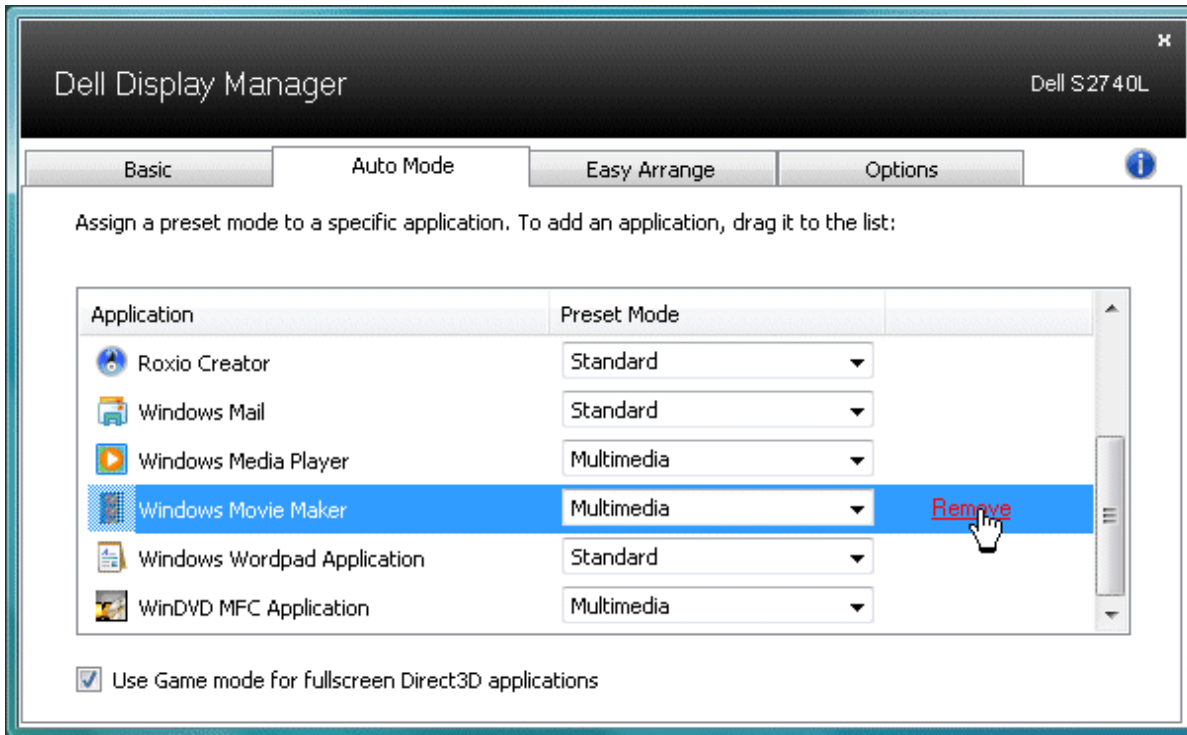 Dell Display Manager
Dell S2740L
Basic
Auto Mode
Easy Arrange
Options
Assign a preset mode to a specific application. To add an application, drag it to the list:
Application
Preset Mode
Roxio Creator
Standard
Windows Mail
Standard
Windows Media Player
Multimedia
Windows Movie Maker
Multimedia
Remove
Windows Wordpad Application
Standard
WinDVD MFC Application
Multimedia
Use Game mode for fullscreen Direct3D applications